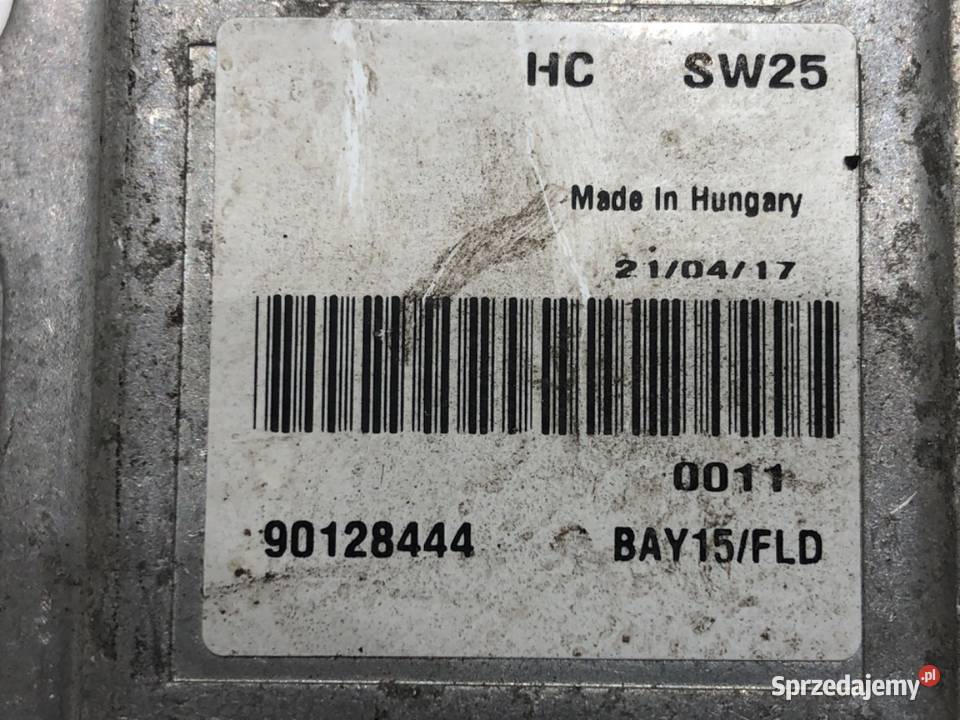 HC SW25
Made In Hungary
21/04/17
0011
90128444 BAY15/FLD
Sprzedajemy.pl